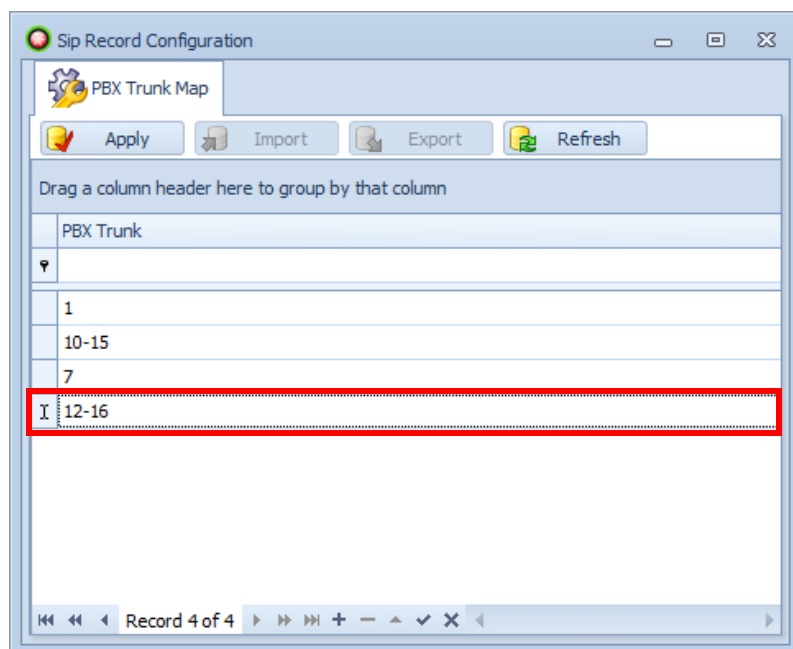 Sip Record Configuration
PBX Trunk Map
Apply Import Export Refresh
Drag a column header here to group by that column
PBX Trunk
1
10-15
7
12-16
Record 4 of 4